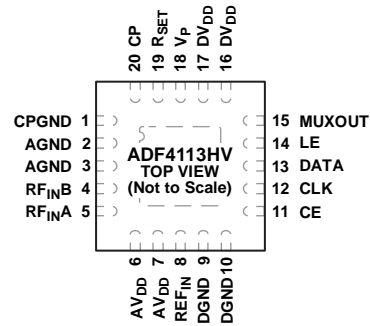 20 CP
19 RSET
18 VP
17 DVDD
16 DVDD
CPGND 1
AGND 2
AGND 3
RFINB 4
RFINA 5
ADF4113HV
TOP VIEW
(Not to Scale)
15 MUXOUT
14 LE
13 DATA
12 CLK
11 CE
AVDD 6
AVDD 7
REFIN 8
DGND 9
DGND 10